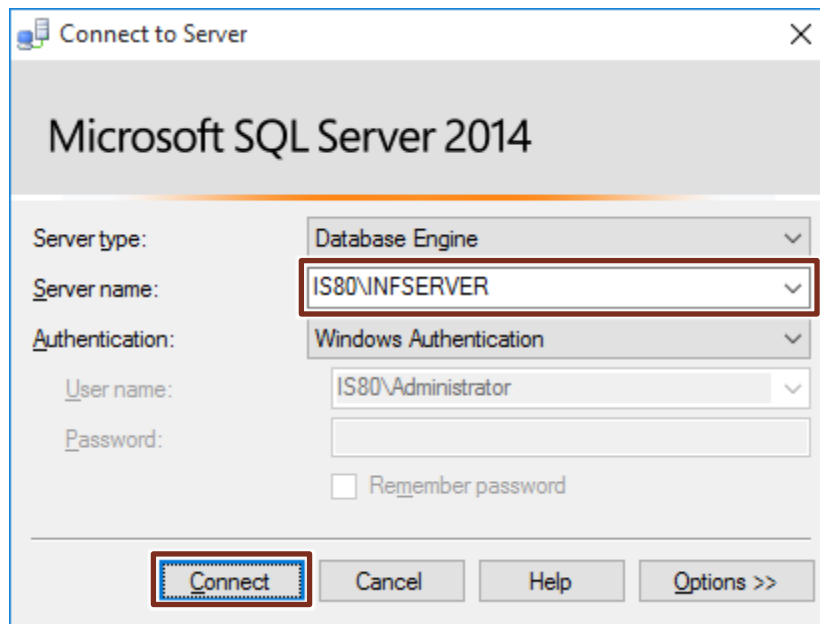 Connect to Server
Microsoft SQL Server 2014
Server type: Database Engine
Server name: IS80\INFSERVER
Authentication: Windows Authentication
User name: IS80\Administrator
Password:
Remember password
Connect Cancel Help Options >>